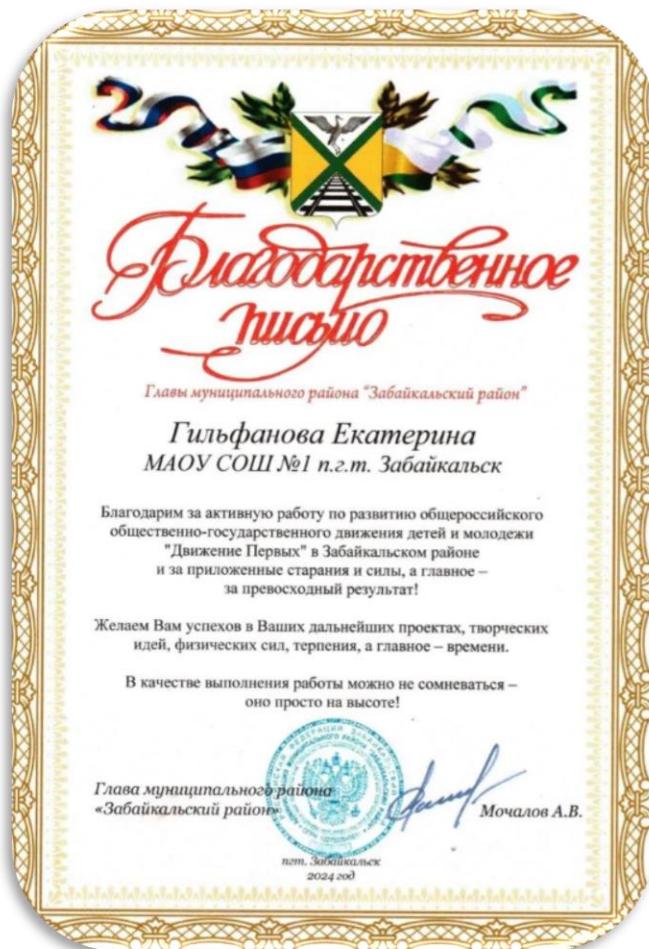 Благодарственное
письмо
Главы муниципального района "Забайкальский район"
Гильфанова Екатерина
МАОУ СОШ №1 п.г.т. Забайкальск
Благодарим за активную работу по развитию общероссийского
общественно-государственного движения детей и молодежи
"Движение Первых" в Забайкальском районе
и за приложенные старания и силы, а главное –
за превосходный результат!
Желаем Вам успехов в Ваших дальнейших проектах, творческих
идей, физических сил, терпения, а главное – времени.
В качестве выполнения работы можно не сомневаться –
оно просто на высоте!
Глава муниципального района
«Забайкальский район»
Мочалов А.В.
пгт. Забайкальск
2024 год